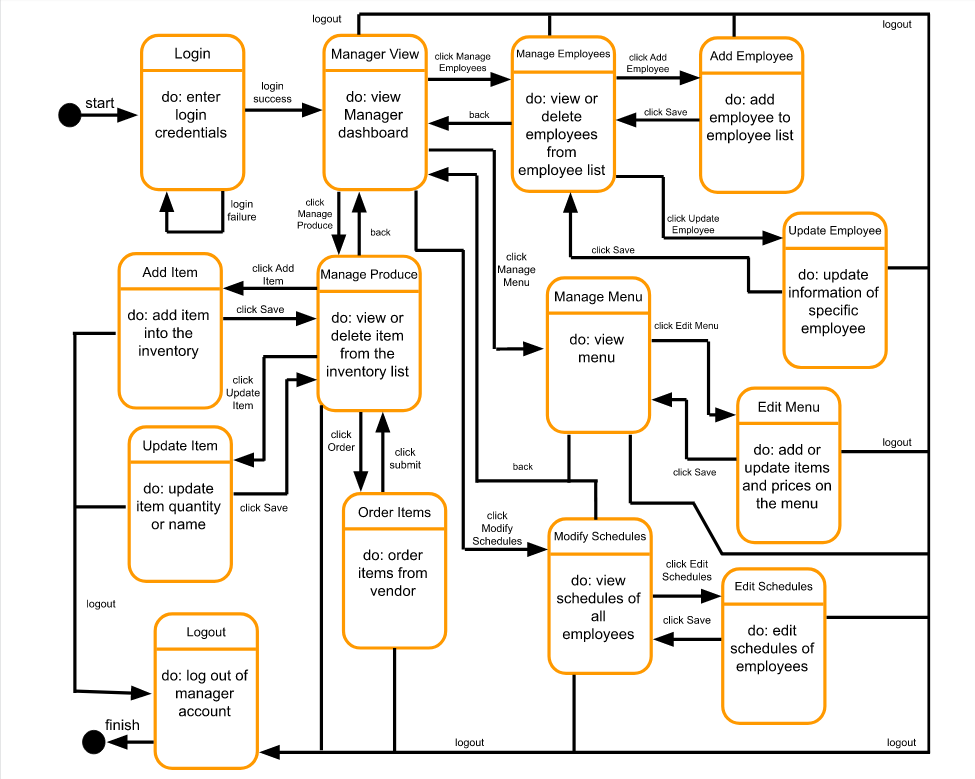 logout
logout
Login
do: enter
login
credentials
start
login
success
login
failure
Manager View
do: view
Manager
dashboard
click Manage
Employees
back
Manage Employees
do: view or
delete
employees
from
employee list
click Add
Employee
click Save
Add Employee
do: add
employee to
employee list
click Update
Employee
click Save
Update Employee
do: update
information of
specific
employee
click
Manage
Produce
back
click
Manage
Menu
Add Item
do: add item
into the
inventory
click Add
Item
click Save
Manage Produce
do: view or
delete item
from the
inventory list
Manage Menu
do: view
menu
click Edit Menu
click Save
Edit Menu
do: add or
update items
and prices on
the menu
logout
click
Update
Item
click Save
Update Item
do: update
item quantity
or name
click
Order
click
submit
back
Order Items
do: order
items from
vendor
click
Modify
Schedules
Modify Schedules
do: view
schedules of
all
employees
click Edit
Schedules
click Save
Edit Schedules
do: edit
schedules of
employees
logout
Logout
do: log out of
manager
account
finish
logout
logout